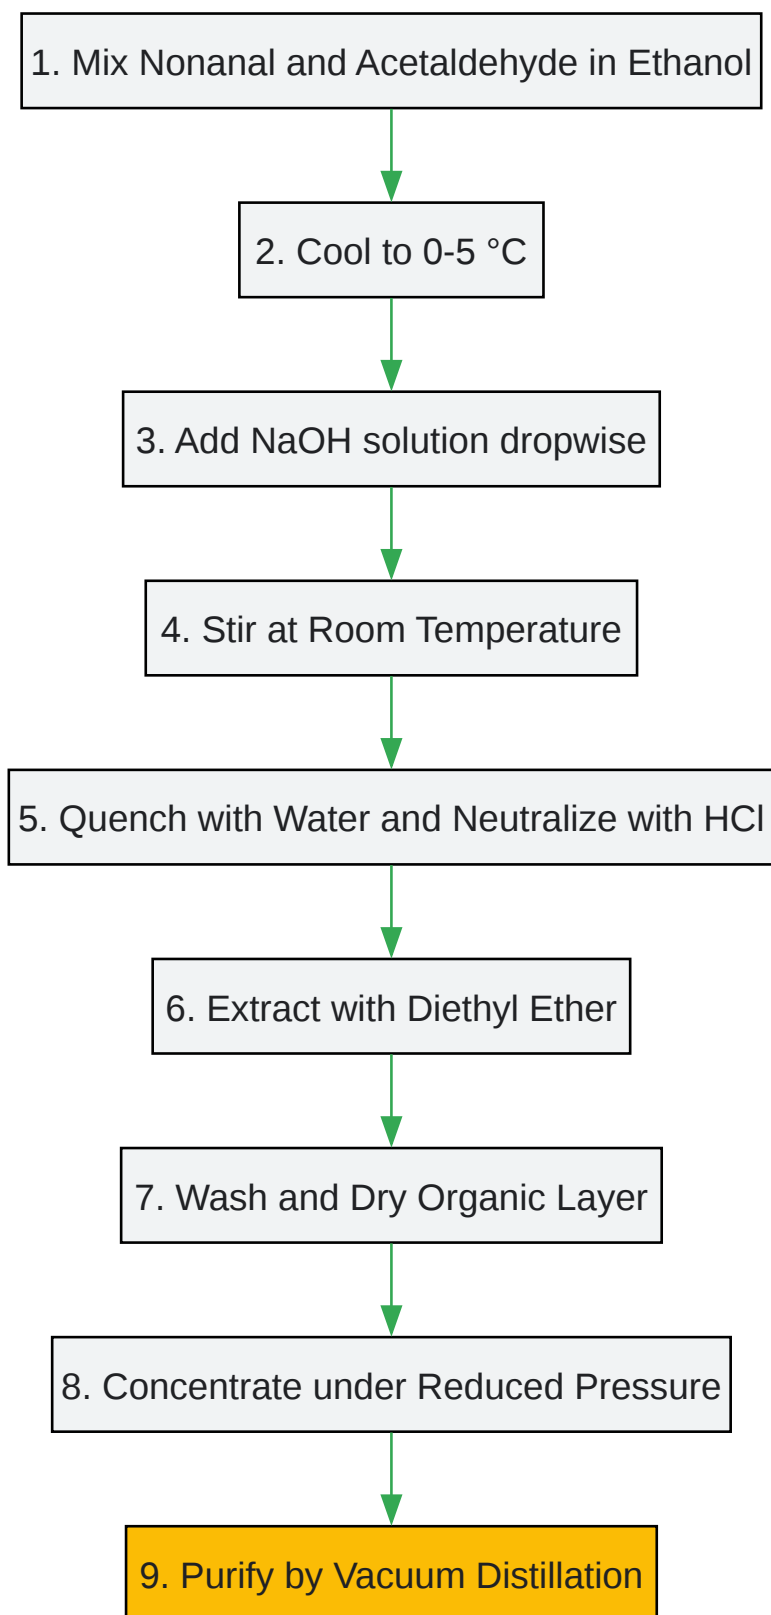 1. Mix Nonanal and Acetaldehyde in Ethanol
2. Cool to 0-5 °C
3. Add NaOH solution dropwise
4. Stir at Room Temperature
5. Quench with Water and Neutralize with HCl
6. Extract with Diethyl Ether
7. Wash and Dry Organic Layer
8. Concentrate under Reduced Pressure
9. Purify by Vacuum Distillation